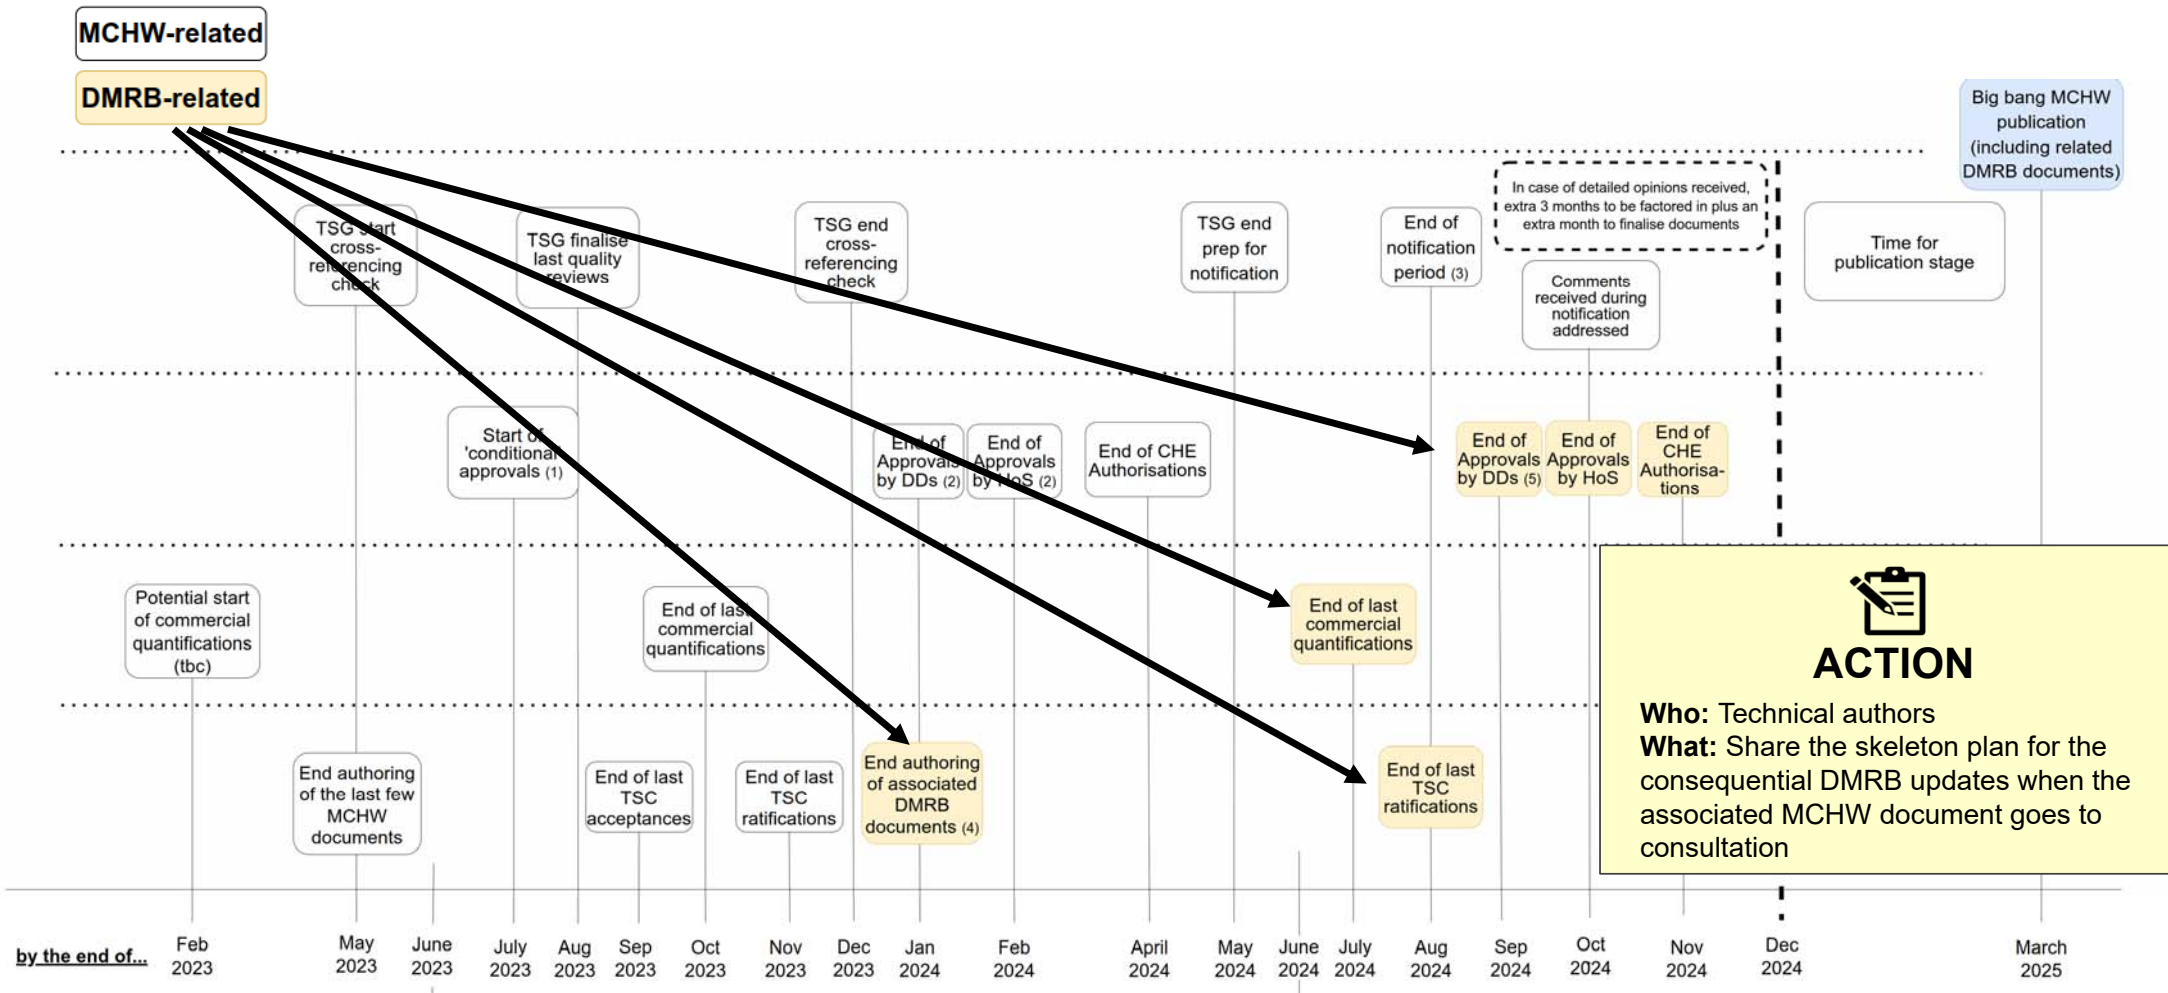 MCHW-related
DMRB-related
Big bang MCHW
publication
(including related
DMRB documents)
In case of detailed opinions received,
extra 3 months to be factored in plus an
extra month to finalise documents
TSG start
cross-
referencing
check
TSG finalise
last quality
reviews
TSG end
cross-
referencing
check
TSG end
prep for
notification
End of
notification
period (3)
Comments
received during
notification
addressed
Time for
publication stage
Start of
'conditional'
approvals (1)
End of
Approvals
by DDs (2)
End of
Approvals
by HoS (2)
End of CHE
Authorisations
End of
Approvals
by DDs (5)
End of
Approvals
by HoS
End of
CHE
Authorisa-
tions
Potential start
of commercial
quantifications
(tbc)
End of last
commercial
quantifications
End of last
commercial
quantifications
End authoring
of the last few
MCHW
documents
End of last
TSC
acceptances
End of last
TSC
ratifications
End authoring
of associated
DMRB
documents (4)
End of last
TSC
ratifications
ACTION
Who: Technical authors
What: Share the skeleton plan for the
consequential DMRB updates when the
associated MCHW document goes to
consultation
by the end of...
Feb
2023
May
2023
June
2023
July
2023
Aug
2023
Sep
2023
Oct
2023
Nov
2023
Dec
2023
Jan
2024
Feb
2024
April
2024
May
2024
June
2024
July
2024
Aug
2024
Sep
2024
Oct
2024
Nov
2024
Dec
2024
March
2025